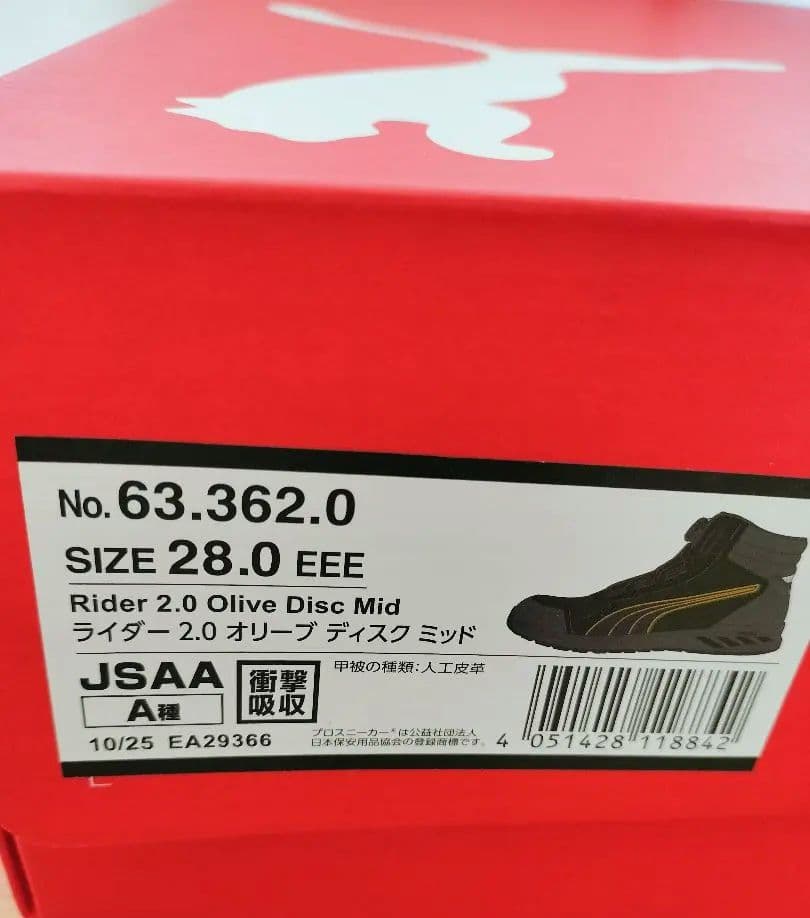 No. 63.362.0
SIZE 28.0 EEE
Rider 2.0 Olive Disc Mid
ライダー 2.0 オリーブ ディスク ミッド
JSAA
A種
衝撃
吸収
甲被の種類:人工皮革
10/25 EA29366
プロスニーカー®は公益社団法人
日本保安用品協会の登録商標です。
4 051428 118842